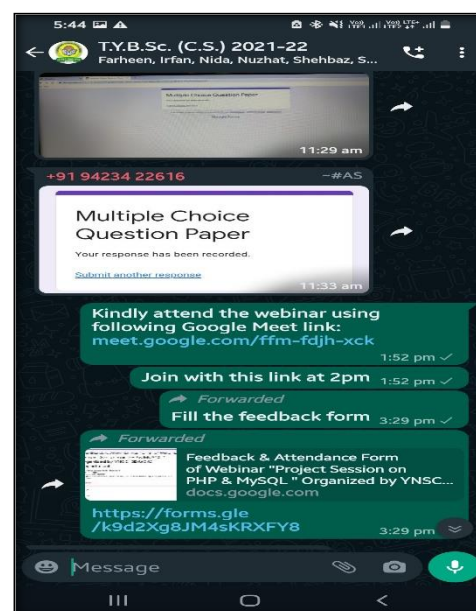 5:44
T.Y.B.Sc. (C.S.) 2021-22
Farheen, Irfan, Nida, Nuzhat, Shehbaz, S...
Multiple Choice Question Paper
11:29 am
+91 94234 22616 ~#AS
Multiple Choice
Question Paper
Your response has been recorded.
Submit another response
11:33 am
Kindly attend the webinar using
following Google Meet link:
meet.google.com/ffm-fdjh-xck
1:52 pm
Join with this link at 2pm 1:52 pm
Forwarded
Fill the feedback form 3:29 pm
Forwarded
Feedback & Attendance Form
of Webinar "Project Session on
PHP & MySQL " Organized by YNSC...
docs.google.com
https://forms.gle
/k9d2Xg8JM4sKRXFY8
3:29 pm
Message